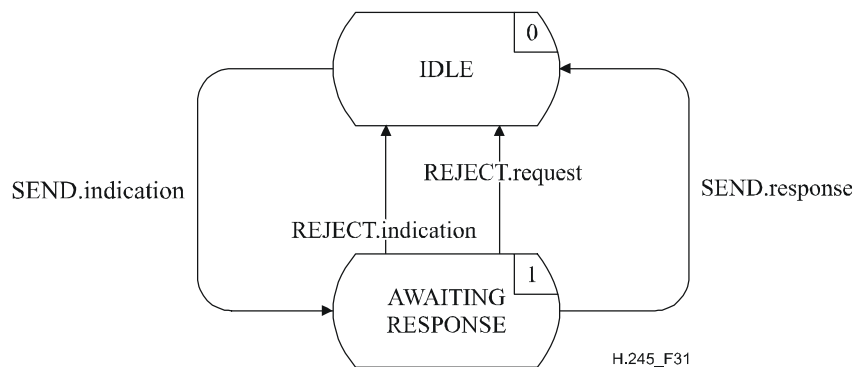 0
IDLE
REJECT.request
SEND.indication
SEND.response
REJECT.indication
1
AWAITING
RESPONSE
H.245_F31